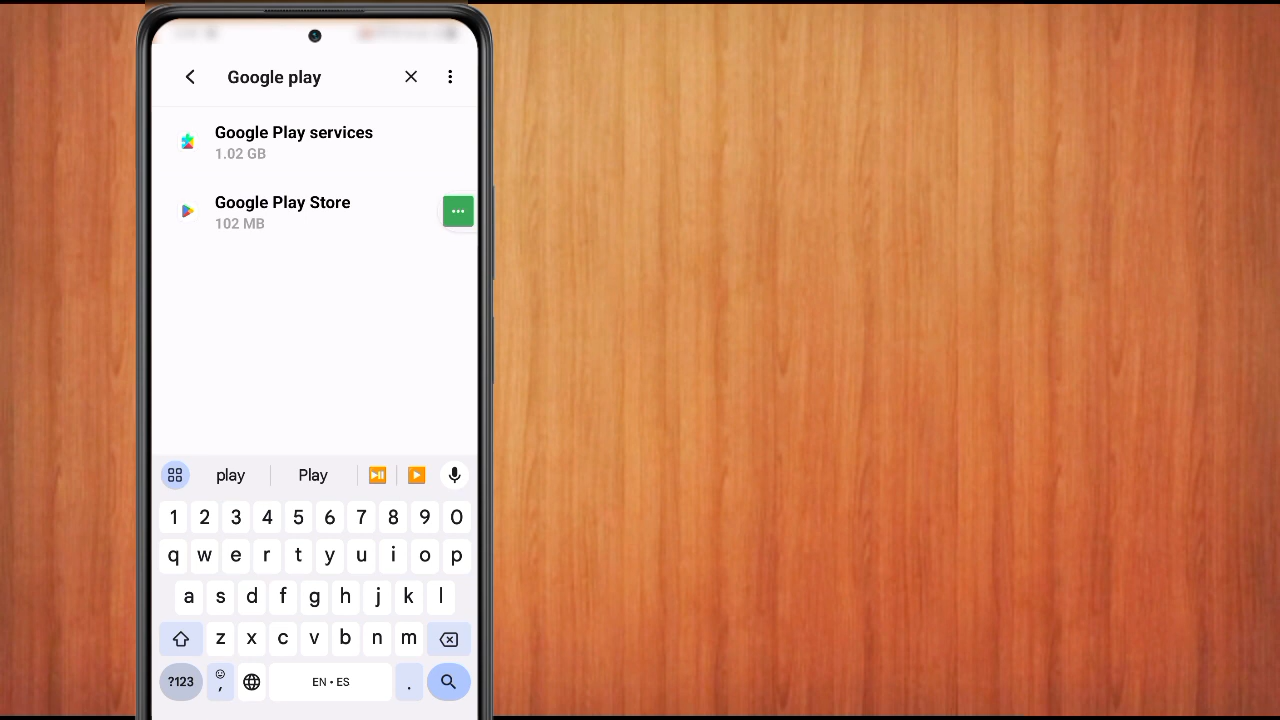 Google play
Google Play services
1.02 GB
Google Play Store
102 MB
play Play
1 2 3 4 5 6 7 8 9 0
q w e r t y u i o p
a s d f g h j k l
z x c v b n m
?123 , EN • ES .